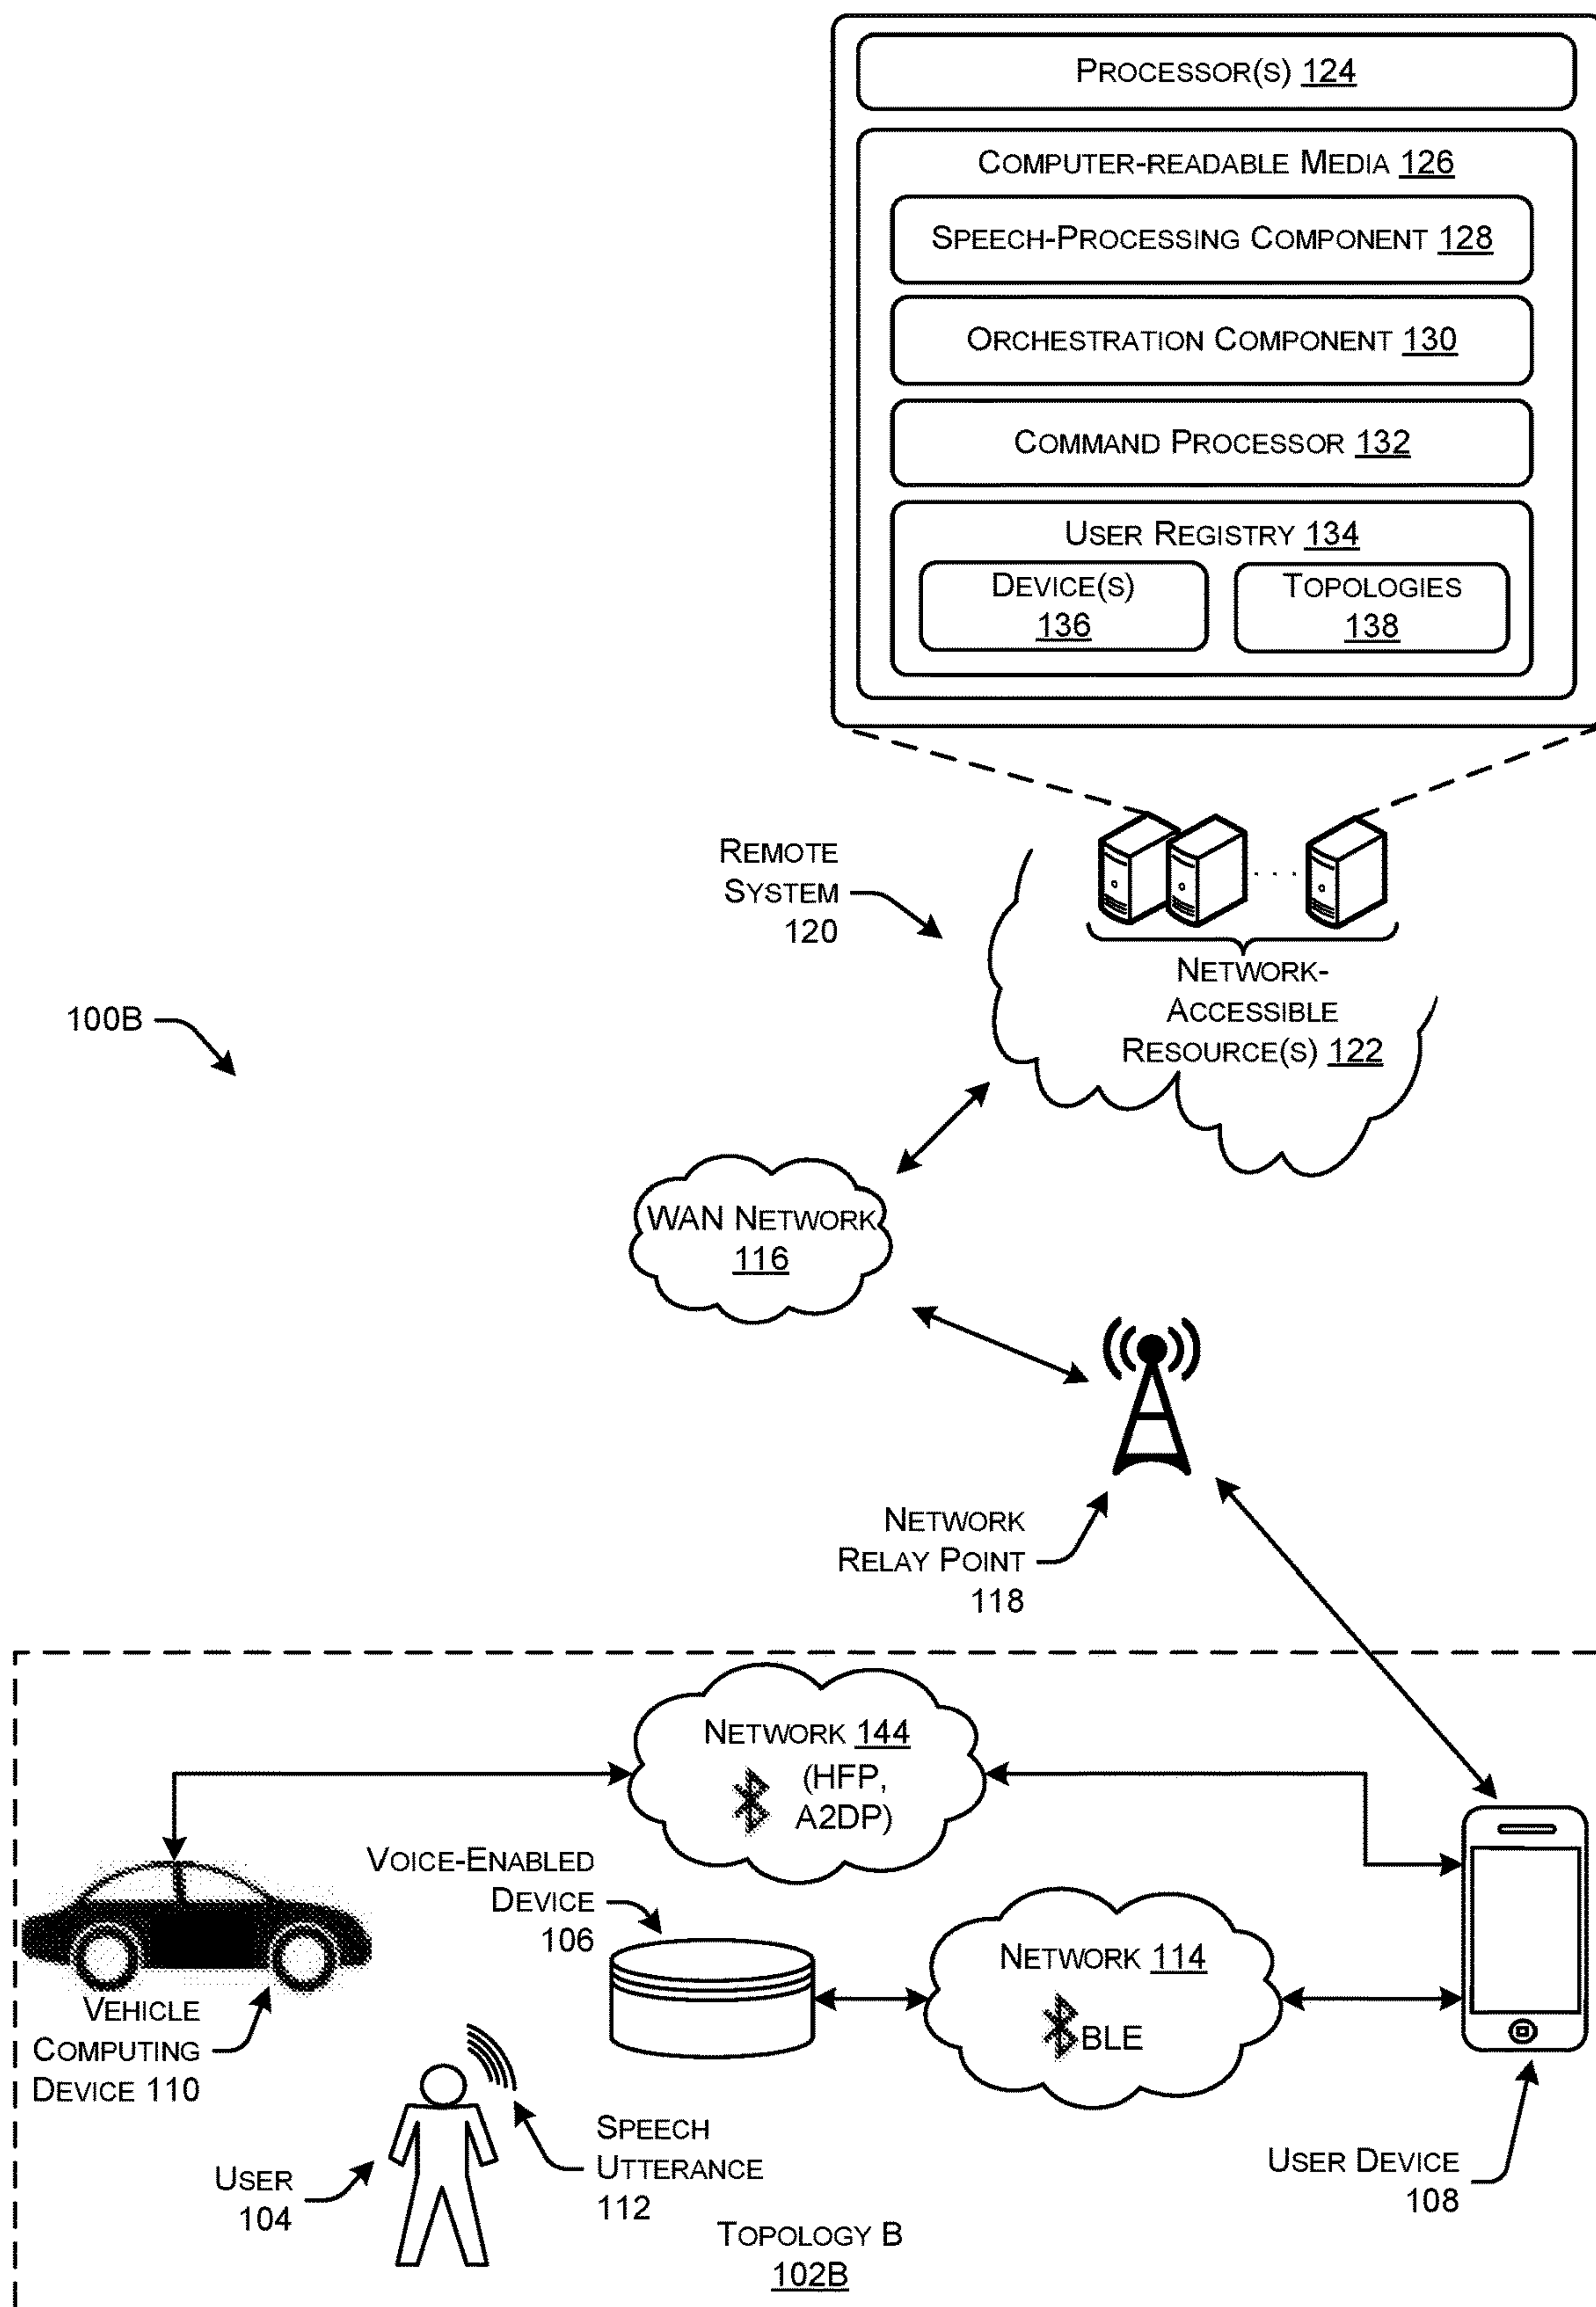 PROCESSOR(S) 124
COMPUTER-READABLE MEDIA 126
SPEECH-PROCESSING COMPONENT 128
ORCHESTRATION COMPONENT 130
COMMAND PROCESSOR 132
USER REGISTRY 134
DEVICE(S)
136
TOPOLOGIES
138
REMOTE
SYSTEM
120
NETWORK-
ACCESSIBLE
RESOURCE(S) 122
100B
WAN NETWORK
116
NETWORK
RELAY POINT
118
NETWORK 144
(HFP,
A2DP)
VOICE-ENABLED
DEVICE
106
NETWORK 114
BLE
VEHICLE
COMPUTING
DEVICE 110
USER
104
SPEECH
UTTERANCE
112
USER DEVICE
108
TOPOLOGY B
102B